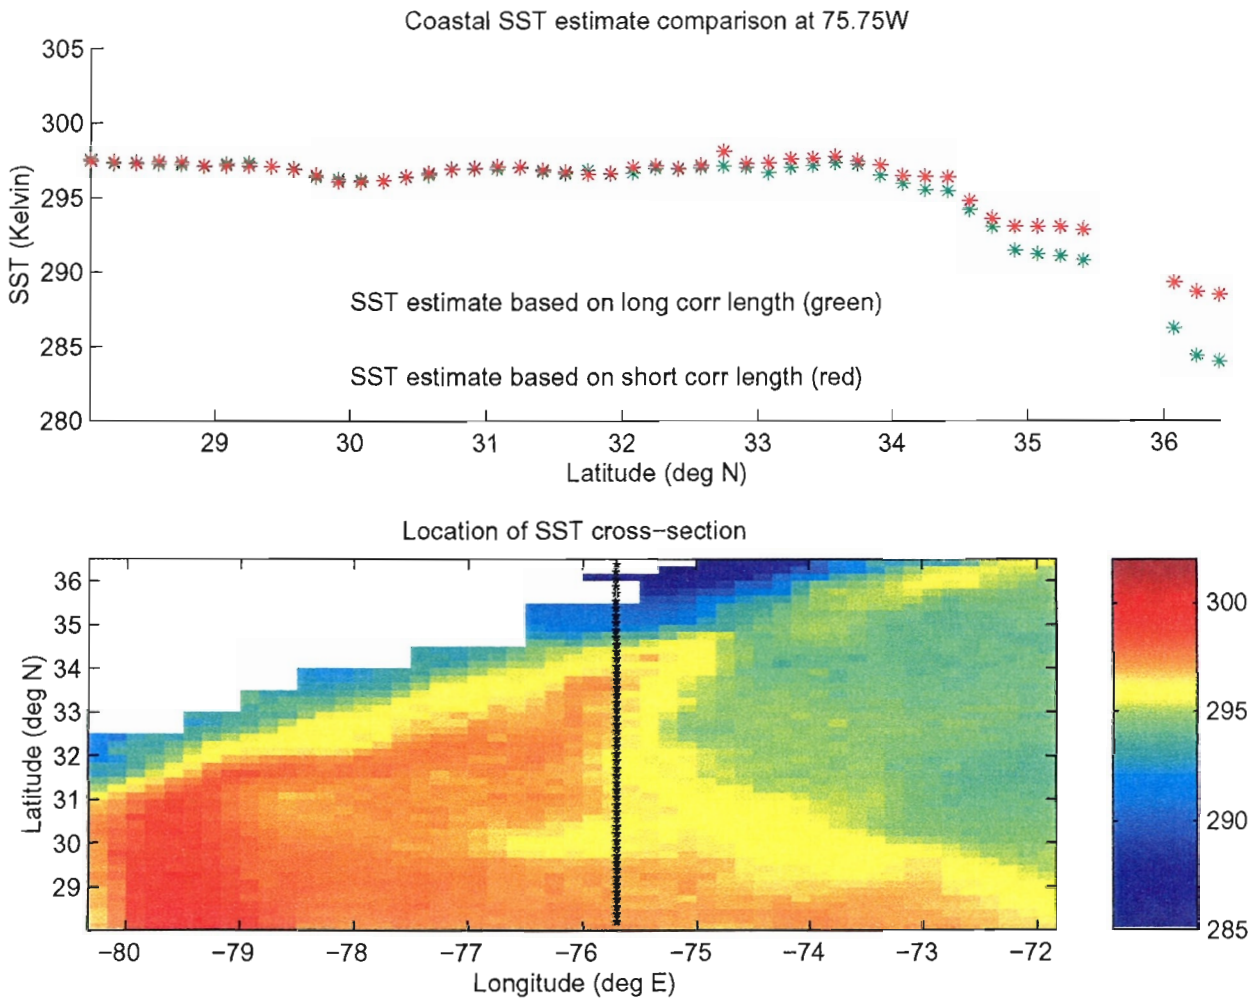 Coastal SST estimate comparison at 75.75W
305
300
295
290
285
280
SST (Kelvin)
SST estimate based on long corr length (green)
SST estimate based on short corr length (red)
29 30 31 32 33 34 35 36
Latitude (deg N)
Location of SST cross−section
36
35
34
33
32
31
30
29
Latitude (deg N)
−80 −79 −78 −77 −76 −75 −74 −73 −72
Longitude (deg E)
300
295
290
285